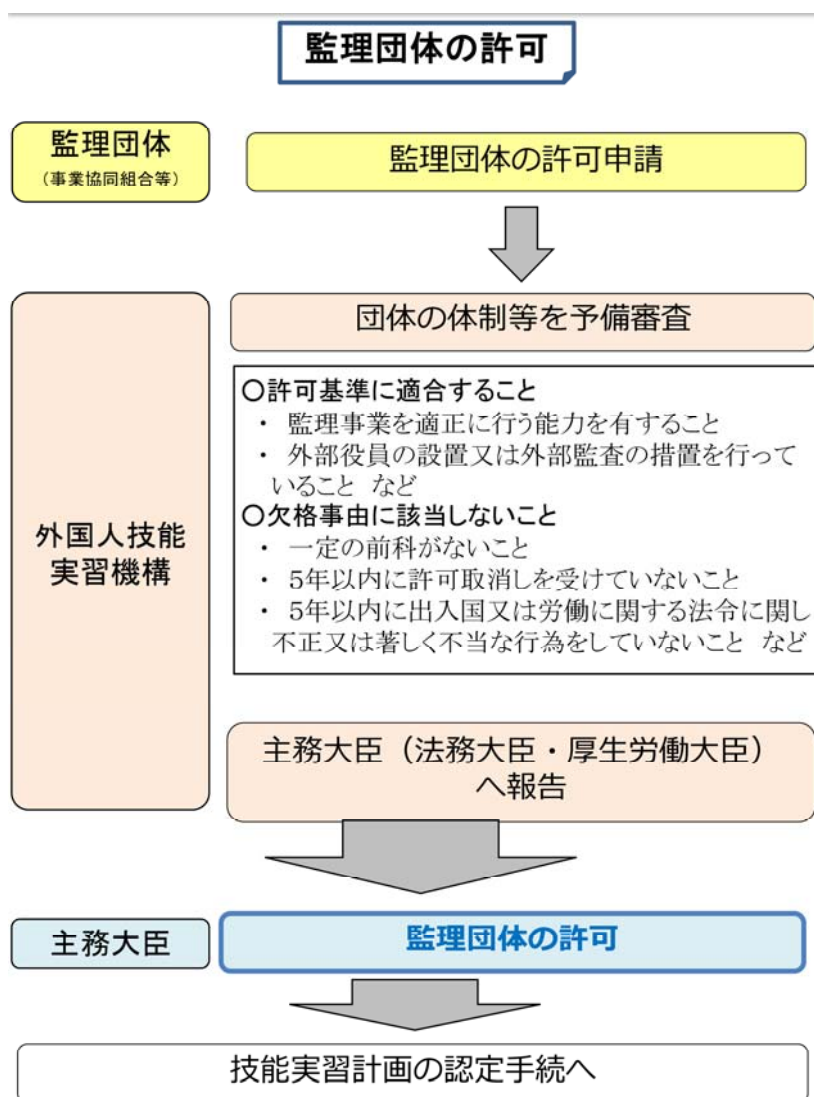 監理団体の許可
監理団体
（事業協同組合等）
監理団体の許可申請
団体の体制等を予備審査
○許可基準に適合すること
・ 監理事業を適正に行う能力を有すること
・ 外部役員の設置又は外部監査の措置を行って
いること など
○欠格事由に該当しないこと
・ 一定の前科がないこと
・ 5年以内に許可取消しを受けていないこと
・ 5年以内に出入国又は労働に関する法令に関し
不正又は著しく不当な行為をしていないこと など
外国人技能
実習機構
主務大臣（法務大臣・厚生労働大臣）
へ報告
主務大臣
監理団体の許可
技能実習計画の認定手続へ